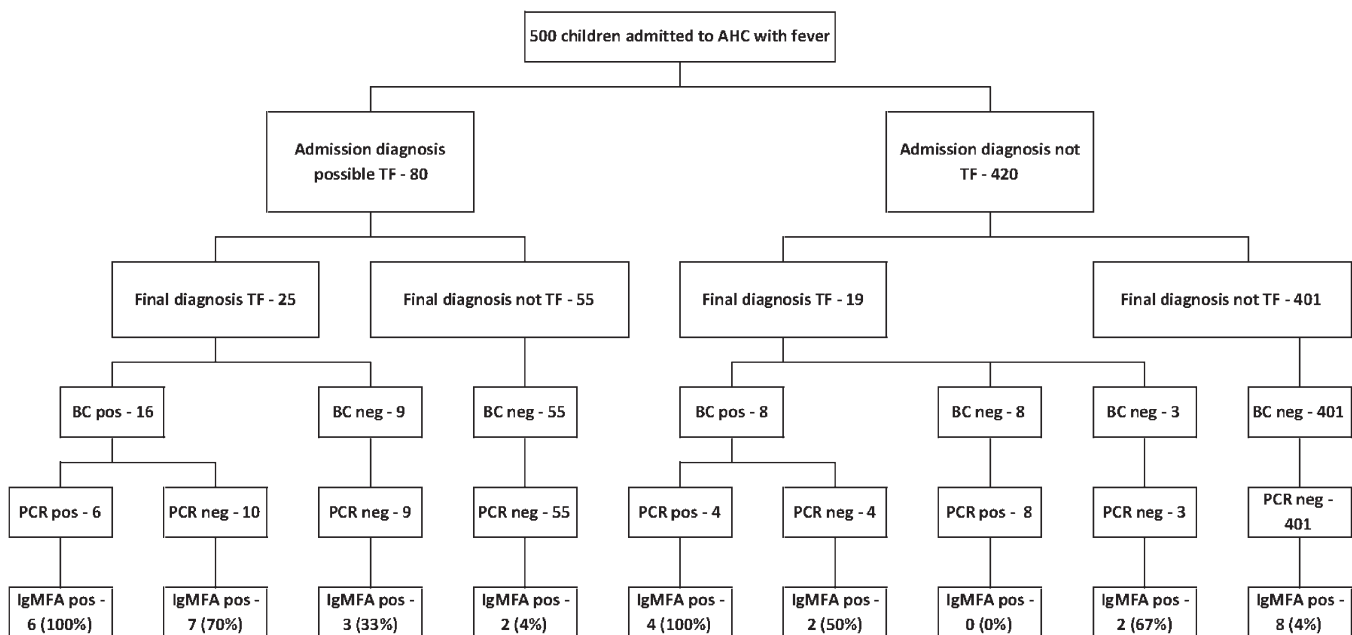 500 children admitted to AHC with fever
Admission diagnosis
possible TF - 80
Admission diagnosis not
TF - 420
Final diagnosis TF - 25
Final diagnosis not TF - 55
Final diagnosis TF - 19
Final diagnosis not TF - 401
BC pos - 16
BC neg - 9
BC neg - 55
BC pos - 8
BC neg - 8
BC neg - 3
BC neg - 401
PCR pos - 6
PCR neg - 10
PCR neg - 9
PCR neg - 55
PCR pos - 4
PCR neg - 4
PCR pos - 8
PCR neg - 3
PCR neg -
401
IgMFA pos -
6 (100%)
IgMFA pos -
7 (70%)
IgMFA pos -
3 (33%)
IgMFA pos -
2 (4%)
IgMFA pos -
4 (100%)
IgMFA pos -
2 (50%)
IgMFA pos -
0 (0%)
IgMFA pos -
2 (67%)
IgMFA pos -
8 (4%)